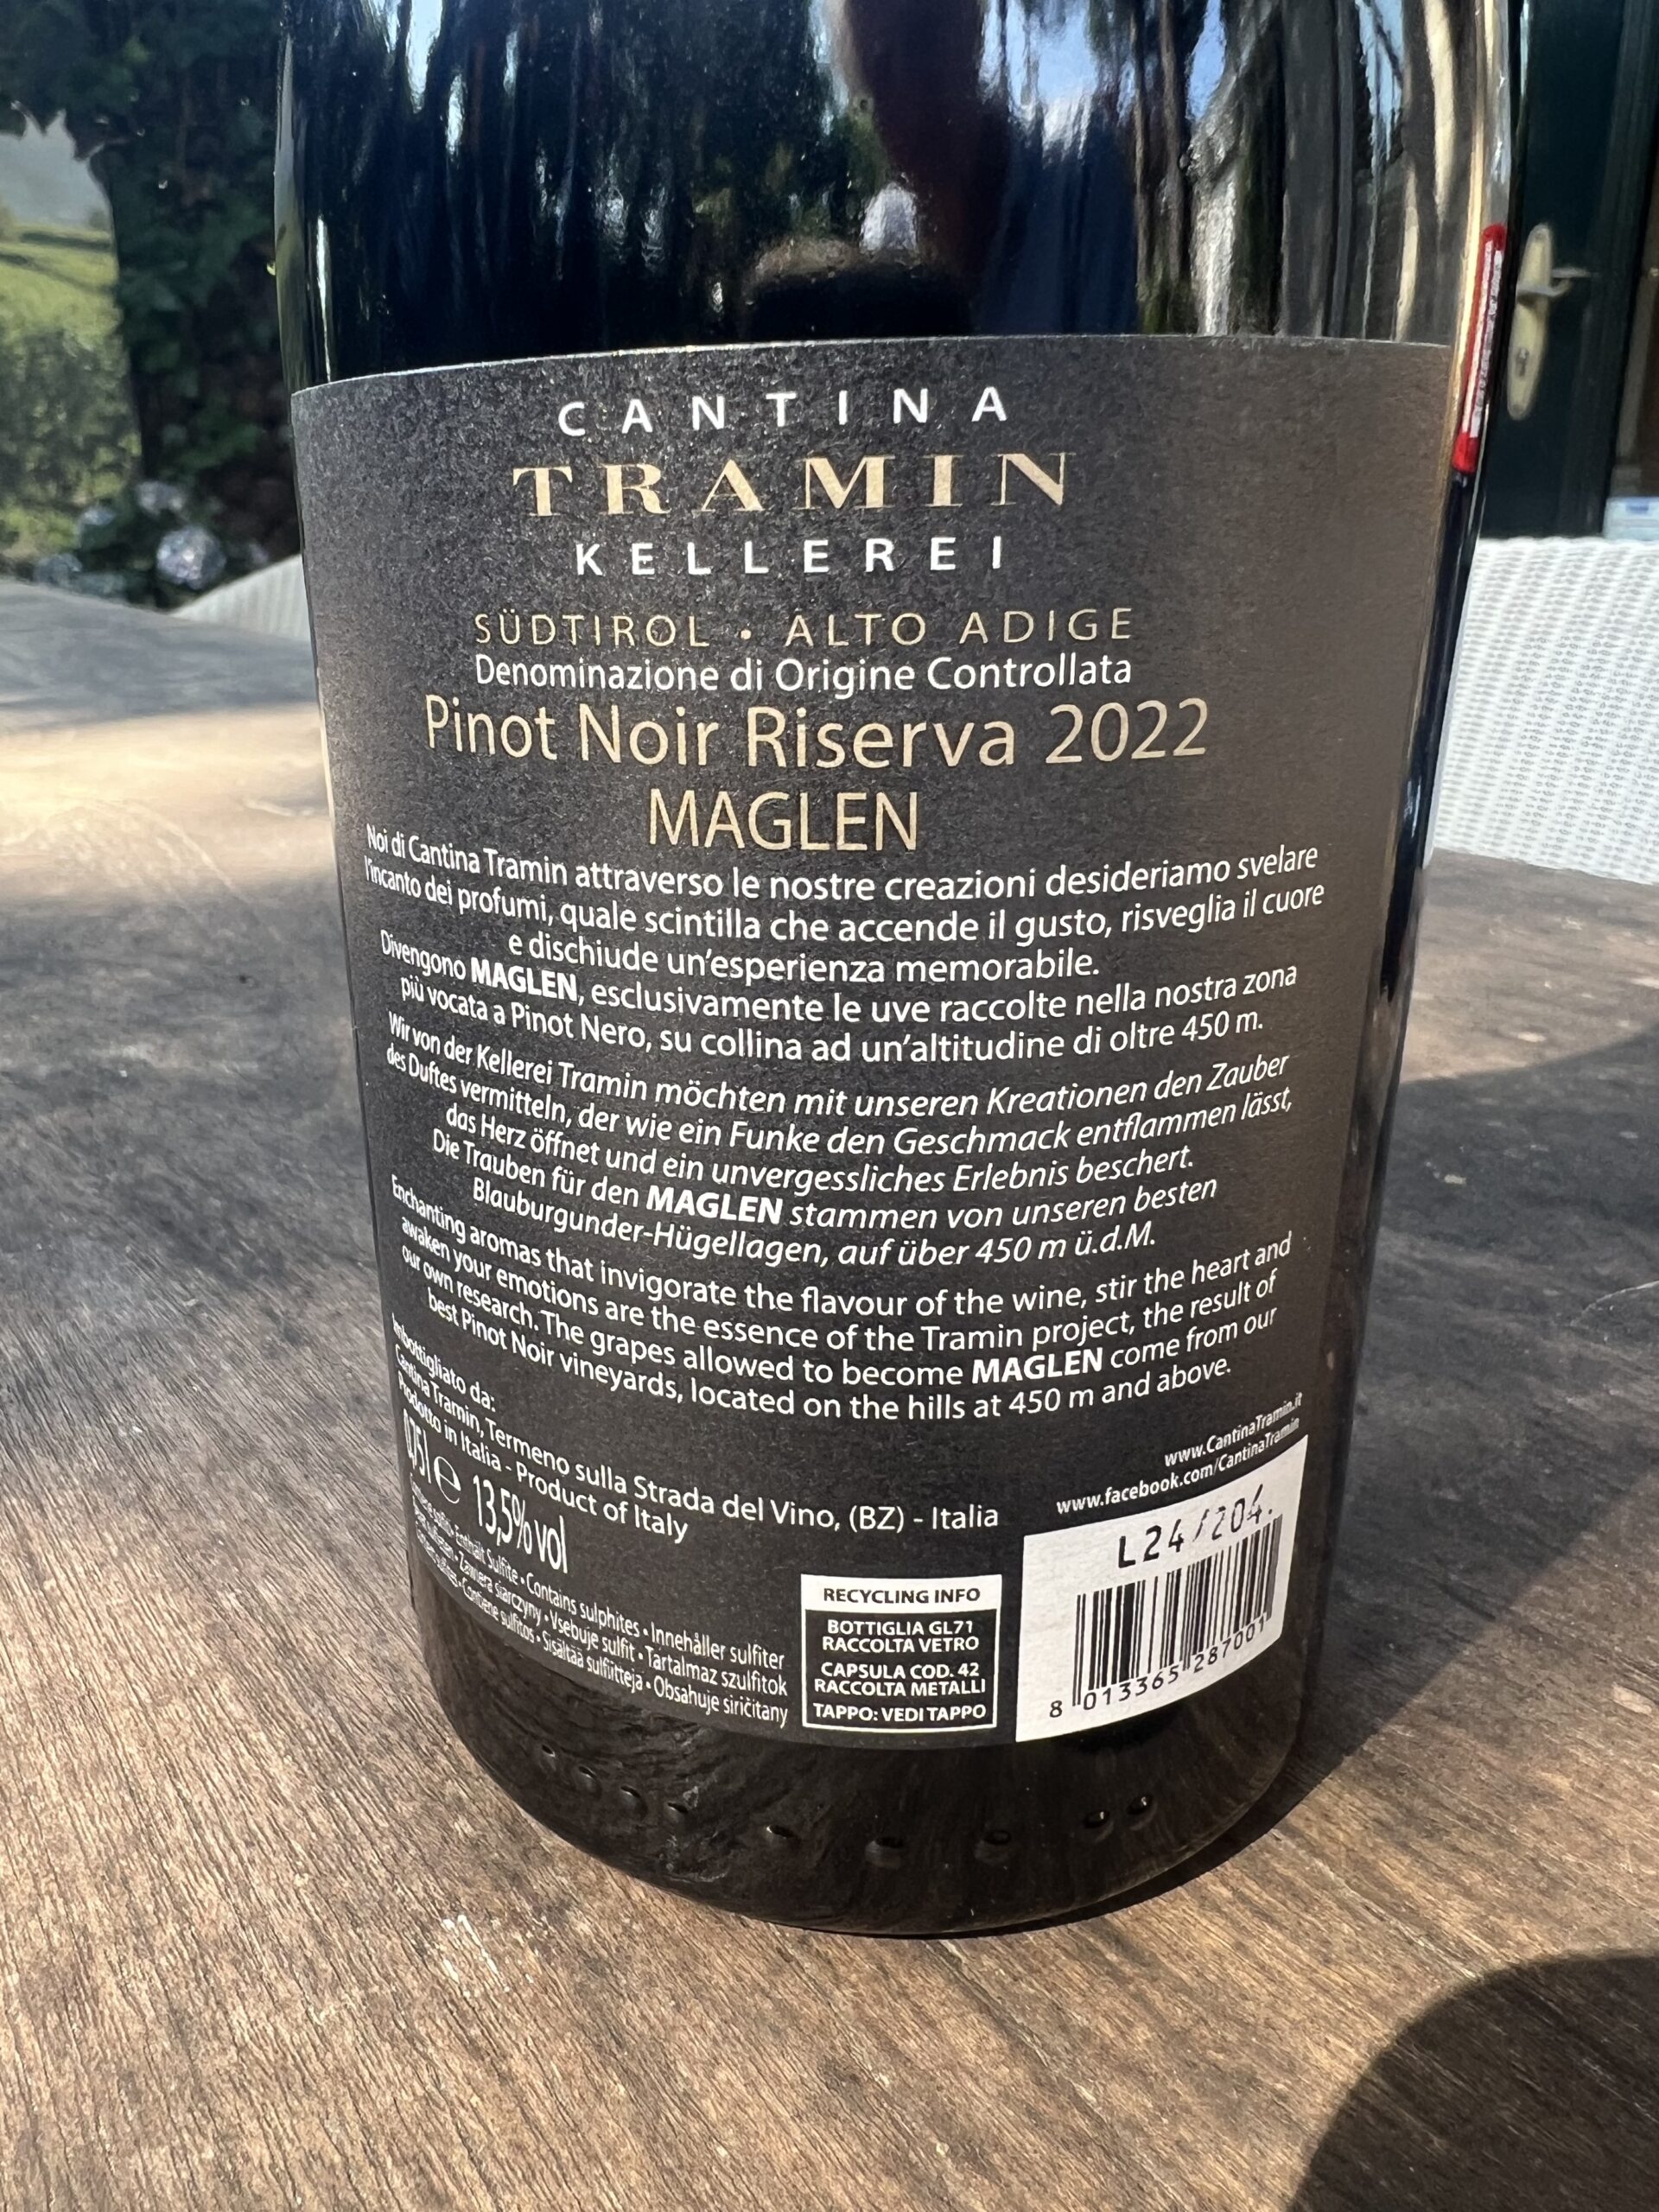 CANTINA
TRAMIN
KELLEREI
SÜDTIROL • ALTO ADIGE
Denominazione di Origine Controllata
Pinot Noir Riserva 2022
MAGLEN
Noi di Cantina Tramin attraverso le nostre creazioni desideriamo svelare
l'incanto dei profumi, quale scintilla che accende il gusto, risveglia il cuore
e dischiude un'esperienza memorabile.
Divengono MAGLEN, esclusivamente le uve raccolte nella nostra zona
più vocata a Pinot Nero, su collina ad un'altitudine di oltre 450 m.
Wir von der Kellerei Tramin möchten mit unseren Kreationen den Zauber
des Duftes vermitteln, der wie ein Funke den Geschmack entflammen lässt,
das Herz öffnet und ein unvergessliches Erlebnis beschert.
Die Trauben für den MAGLEN stammen von unseren besten
Blauburgunder-Hügellagen, auf über 450 m ü.d.M.
Enchanting aromas that invigorate the flavour of the wine, stir the heart and
awaken your emotions are the essence of the Tramin project, the result of
our own research. The grapes allowed to become MAGLEN come from our
best Pinot Noir vineyards, located on the hills at 450 m and above.
Imbottigliato da:
Cantina Tramin, Termeno sulla Strada del Vino, (BZ) - Italia
Prodotto in Italia - Product of Italy
0,75 l e 13,5% vol
www.CantinaTramin.it
www.facebook.com/CantinaTramin
Enthält Sulfite • Contains sulphites • Innehåller sulfiter
Zawiera siarczyny • Vsebuje sulfit • Tartalmaz szulfitok
Contiene sulfitos • Sisältää sulfiitteja • Obsahuje siričitany
RECYCLING INFO
BOTTIGLIA GL71
RACCOLTA VETRO
CAPSULA COD. 42
RACCOLTA METALLI
TAPPO: VEDI TAPPO
L24/204.
8 013365 287001